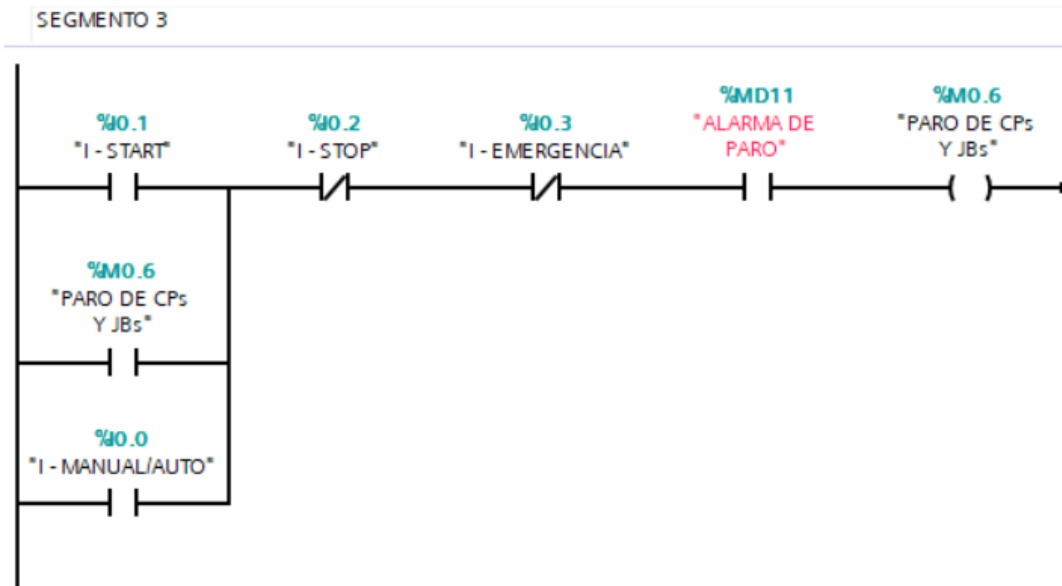 SEGMENTO 3
%I0.1
"I - START"
%I0.2
"I - STOP"
%I0.3
"I - EMERGENCIA"
%MD11
"ALARMA DE
PARO"
%M0.6
"PARO DE CPs
Y JBs"
%M0.6
"PARO DE CPs
Y JBs"
%I0.0
"I - MANUAL/AUTO"